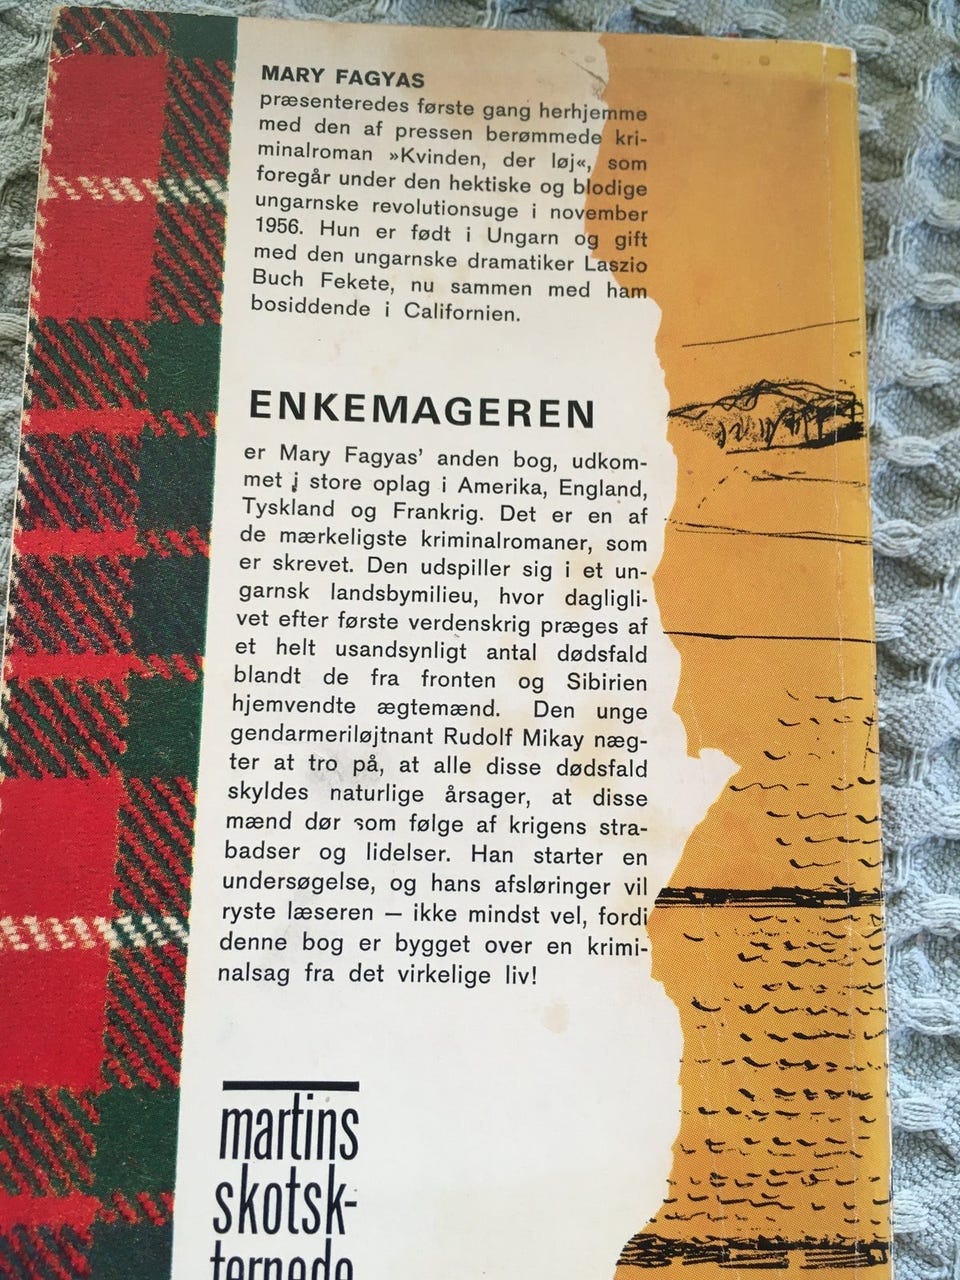 MARY FAGYAS
præsenteredes første gang herhjemme
med den af pressen berømmede kri-
minalroman »Kvinden, der løj«, som
foregår under den hektiske og blodige
ungarnske revolutionsuge i november
1956. Hun er født i Ungarn og gift
med den ungarnske dramatiker Laszio
Buch Fekete, nu sammen med ham
bosiddende i Californien.
ENKEMAGEREN
er Mary Fagyas' anden bog, udkom-
met i store oplag i Amerika, England,
Tyskland og Frankrig. Det er en af
de mærkeligste kriminalromaner, som
er skrevet. Den udspiller sig i et un-
garnsk landsbymilieu, hvor dagligli-
vet efter første verdenskrig præges af
et helt usandsynligt antal dødsfald
blandt de fra fronten og Sibirien
hjemvendte ægtemænd. Den unge
gendarmeriløjtnant Rudolf Mikay næg-
ter at tro på, at alle disse dødsfald
skyldes naturlige årsager, at disse
mænd dør som følge af krigens stra-
badser og lidelser. Han starter en
undersøgelse, og hans afsløringer vil
ryste læseren — ikke mindst vel, fordi
denne bog er bygget over en krimi-
nalsag fra det virkelige liv!
martins
skotsk-
ternede